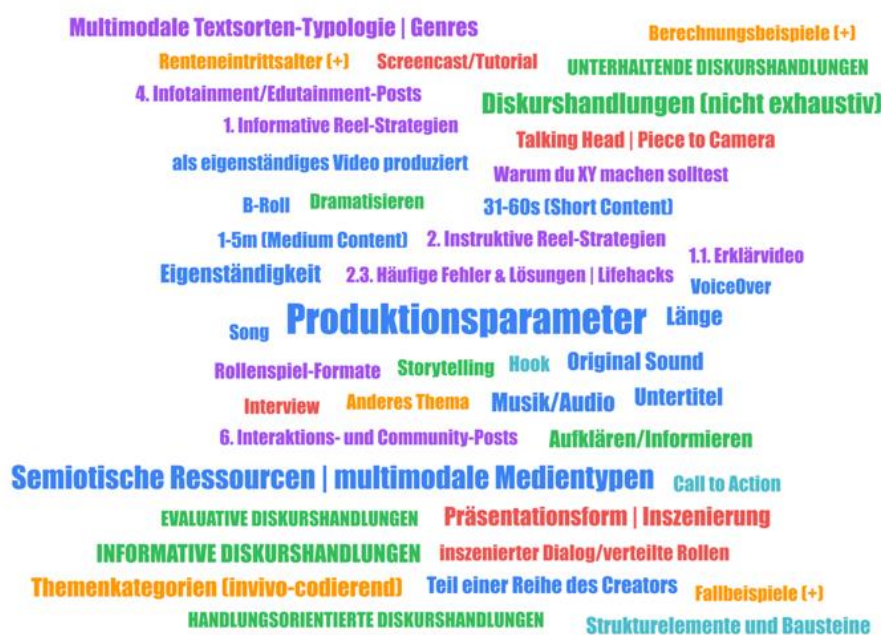 Multimodale Textsorten-Typologie | Genres
Berechnungsbeispiele (+)
Renteneintrittsalter (+)
Screencast/Tutorial
UNTERHALTENDE DISKURSHANDLUNGEN
4. Infotainment/Edutainment-Posts
Diskurshandlungen (nicht exhaustiv)
1. Informative Reel-Strategien
Talking Head | Piece to Camera
als eigenständiges Video produziert
Warum du XY machen solltest
B-Roll
Dramatisieren
31-60s (Short Content)
1-5m (Medium Content)
2. Instruktive Reel-Strategien
1.1. Erklärvideo
Eigenständigkeit
2.3. Häufige Fehler & Lösungen | Lifehacks
VoiceOver
Song
Produktionsparameter
Länge
Rollenspiel-Formate
Storytelling
Hook
Original Sound
Interview
Anderes Thema
Musik/Audio
Untertitel
6. Interaktions- und Community-Posts
Aufklären/Informieren
Semiotische Ressourcen | multimodale Medientypen
Call to Action
EVALUATIVE DISKURSHANDLUNGEN
Präsentationsform | Inszenierung
INFORMATIVE DISKURSHANDLUNGEN
inszenierter Dialog/verteilte Rollen
Themenkategorien (invivo-codierend)
Teil einer Reihe des Creators
Fallbeispiele (+)
HANDLUNGSORIENTIERTE DISKURSHANDLUNGEN
Strukturelemente und Bausteine